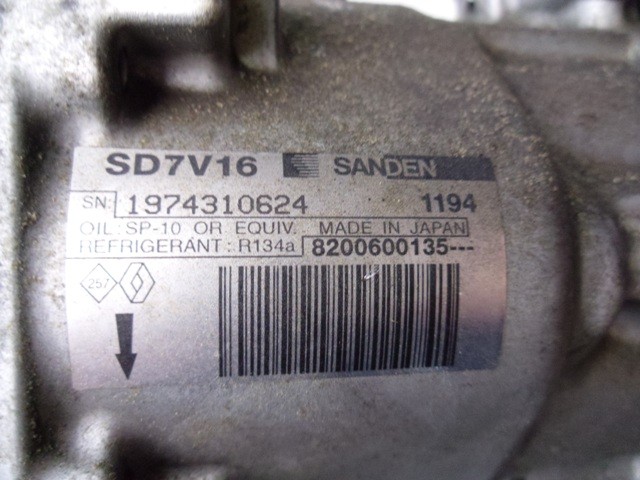 SD7V16 SANDEN
SN: 1974310624 1194
OIL: SP-10 OR EQUIV. MADE IN JAPAN
REFRIGERANT: R134a 8200600135---
257